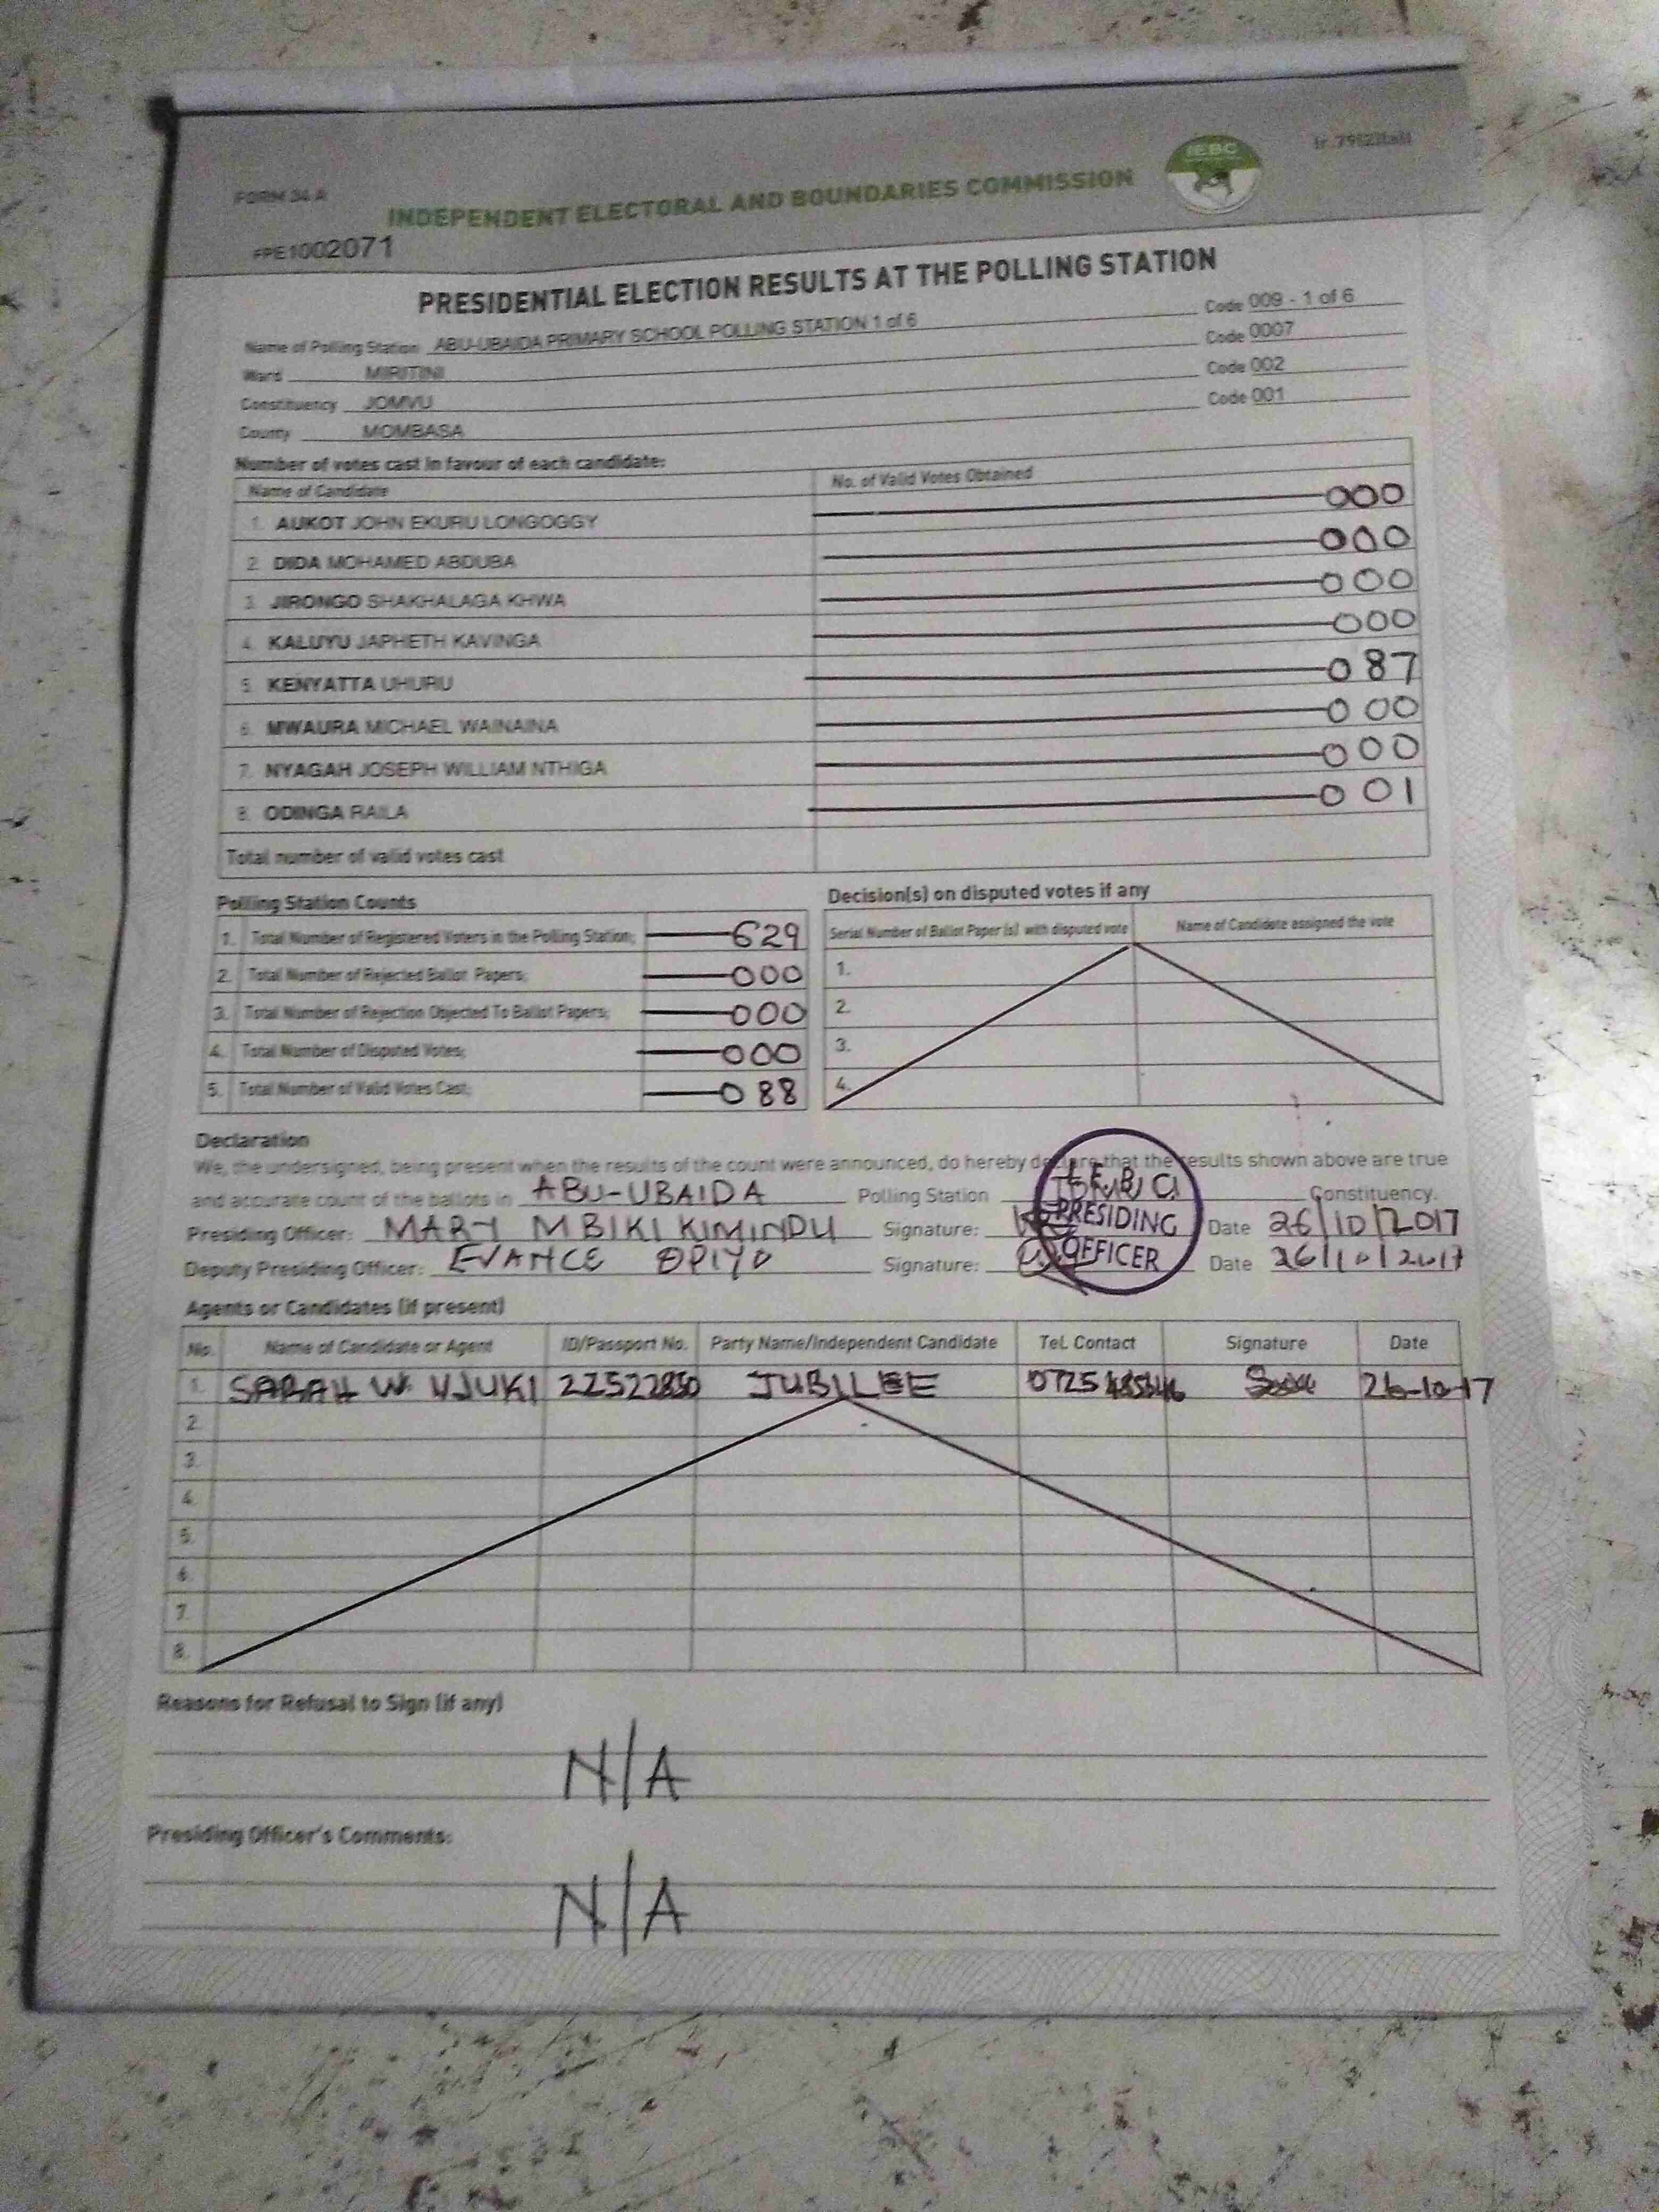 FORM 34 A
INDEPENDENT ELECTORAL AND BOUNDARIES COMMISSION
IEBC
FPE1002071
PRESIDENTIAL ELECTION RESULTS AT THE POLLING STATION
Name of Polling Station ABU-UBAIDA PRIMARY SCHOOL POLLING STATION 1 of 6 Code 009 - 1 of 6
Ward MIRITINI Code 0007
Constituency JOMVU Code 002
County MOMBASA Code 001
Number of votes cast in favour of each candidate:
Name of Candidate No. of Valid Votes Obtained
1. AUKOT JOHN EKURU LONGOGGY 000
2. DIDA MOHAMED ABDUBA 000
3. JIRONGO SHAKHALAGA KHWA 000
4. KALUYU JAPHETH KAVINGA 000
5. KENYATTA UHURU 087
6. MWAURA MICHAEL WAINAINA 000
7. NYAGAH JOSEPH WILLIAM NTHIGA 000
8. ODINGA RAILA 001
Total number of valid votes cast
Polling Station Counts
1. Total Number of Registered Voters in the Polling Station; 629
2. Total Number of Rejected Ballot Papers; 000
3. Total Number of Rejection Objected To Ballot Papers; 000
4. Total Number of Disputed Votes; 000
5. Total Number of Valid Votes Cast; 088
Decision(s) on disputed votes if any
Serial Number of Ballot Paper (s) with disputed vote Name of Candidate assigned the vote
1.
2.
3.
4.
Declaration
We, the undersigned, being present when the results of the count were announced, do hereby declare that the results shown above are true
and accurate count of the ballots in ABU-UBAIDA Polling Station JOMVU Constituency.
Presiding Officer: MARY MBIKI KIMINDU Signature: Date 26/10/2017
Deputy Presiding Officer: EVANCE OPIYO Signature: Date 26/10/2017
I.E.B.C.
PRESIDING
OFFICER
Agents or Candidates (if present)
No. Name of Candidate or Agent ID/Passport No. Party Name/Independent Candidate Tel. Contact Signature Date
1. SARAH W. JUBILEE 26-10-17
2.
3.
4.
5.
6.
7.
8.
Reasons for Refusal to Sign (if any)
N/A
Presiding Officer's Comments:
N/A